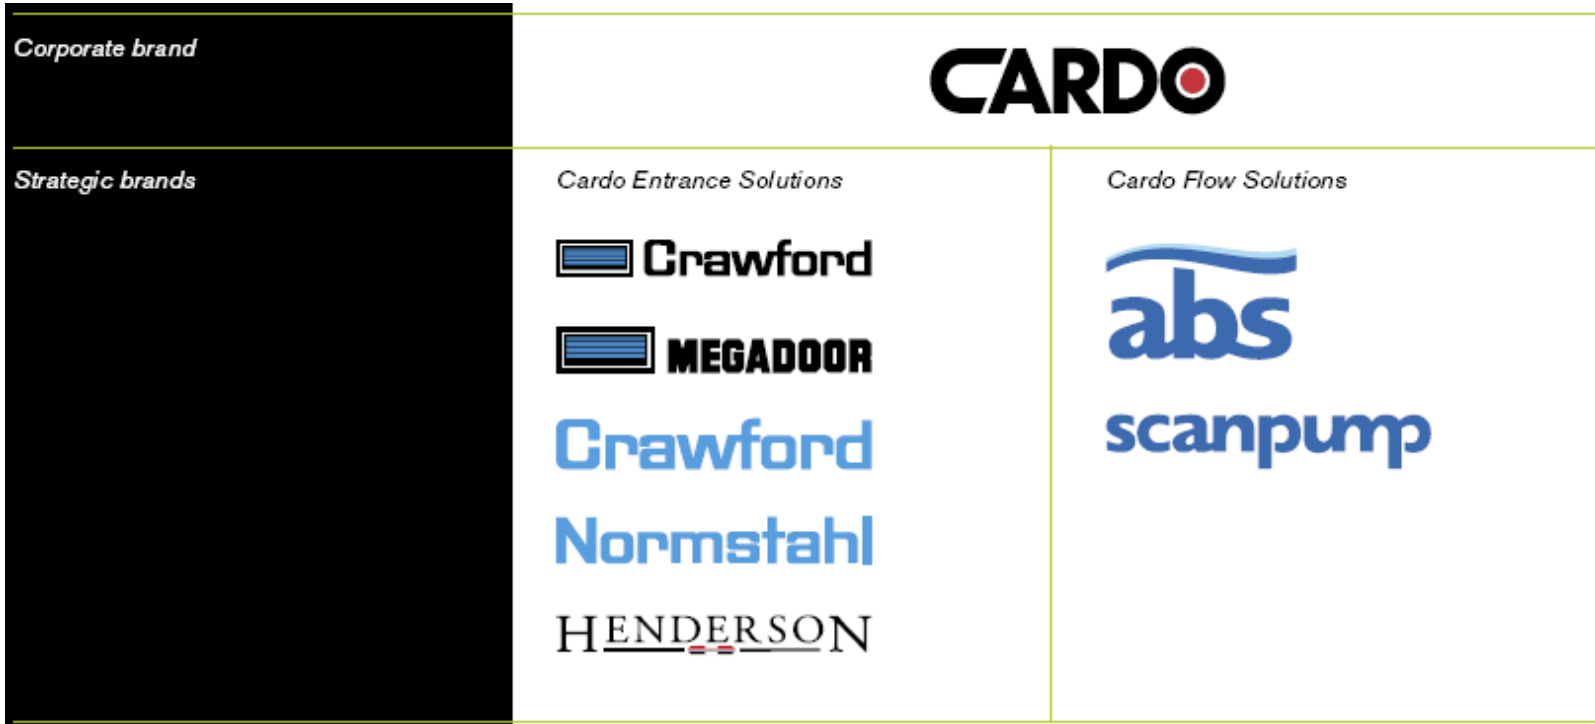 Corporate brand
CARDO
Strategic brands
Cardo Entrance Solutions
Crawford
MEGADOOR
Crawford
Normstahl
HENDERSON
Cardo Flow Solutions
abs
scanpump